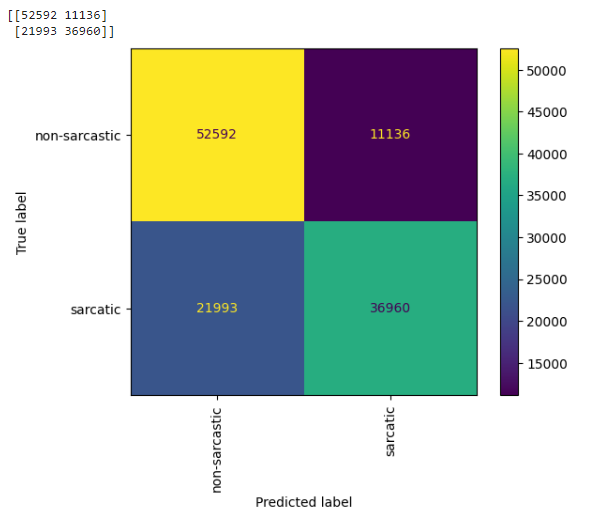 [[52592 11136]
[21993 36960]]
non-sarcastic
sarcatic
True label
52592
11136
21993
36960
non-sarcastic
sarcatic
Predicted label
50000
45000
40000
35000
30000
25000
20000
15000